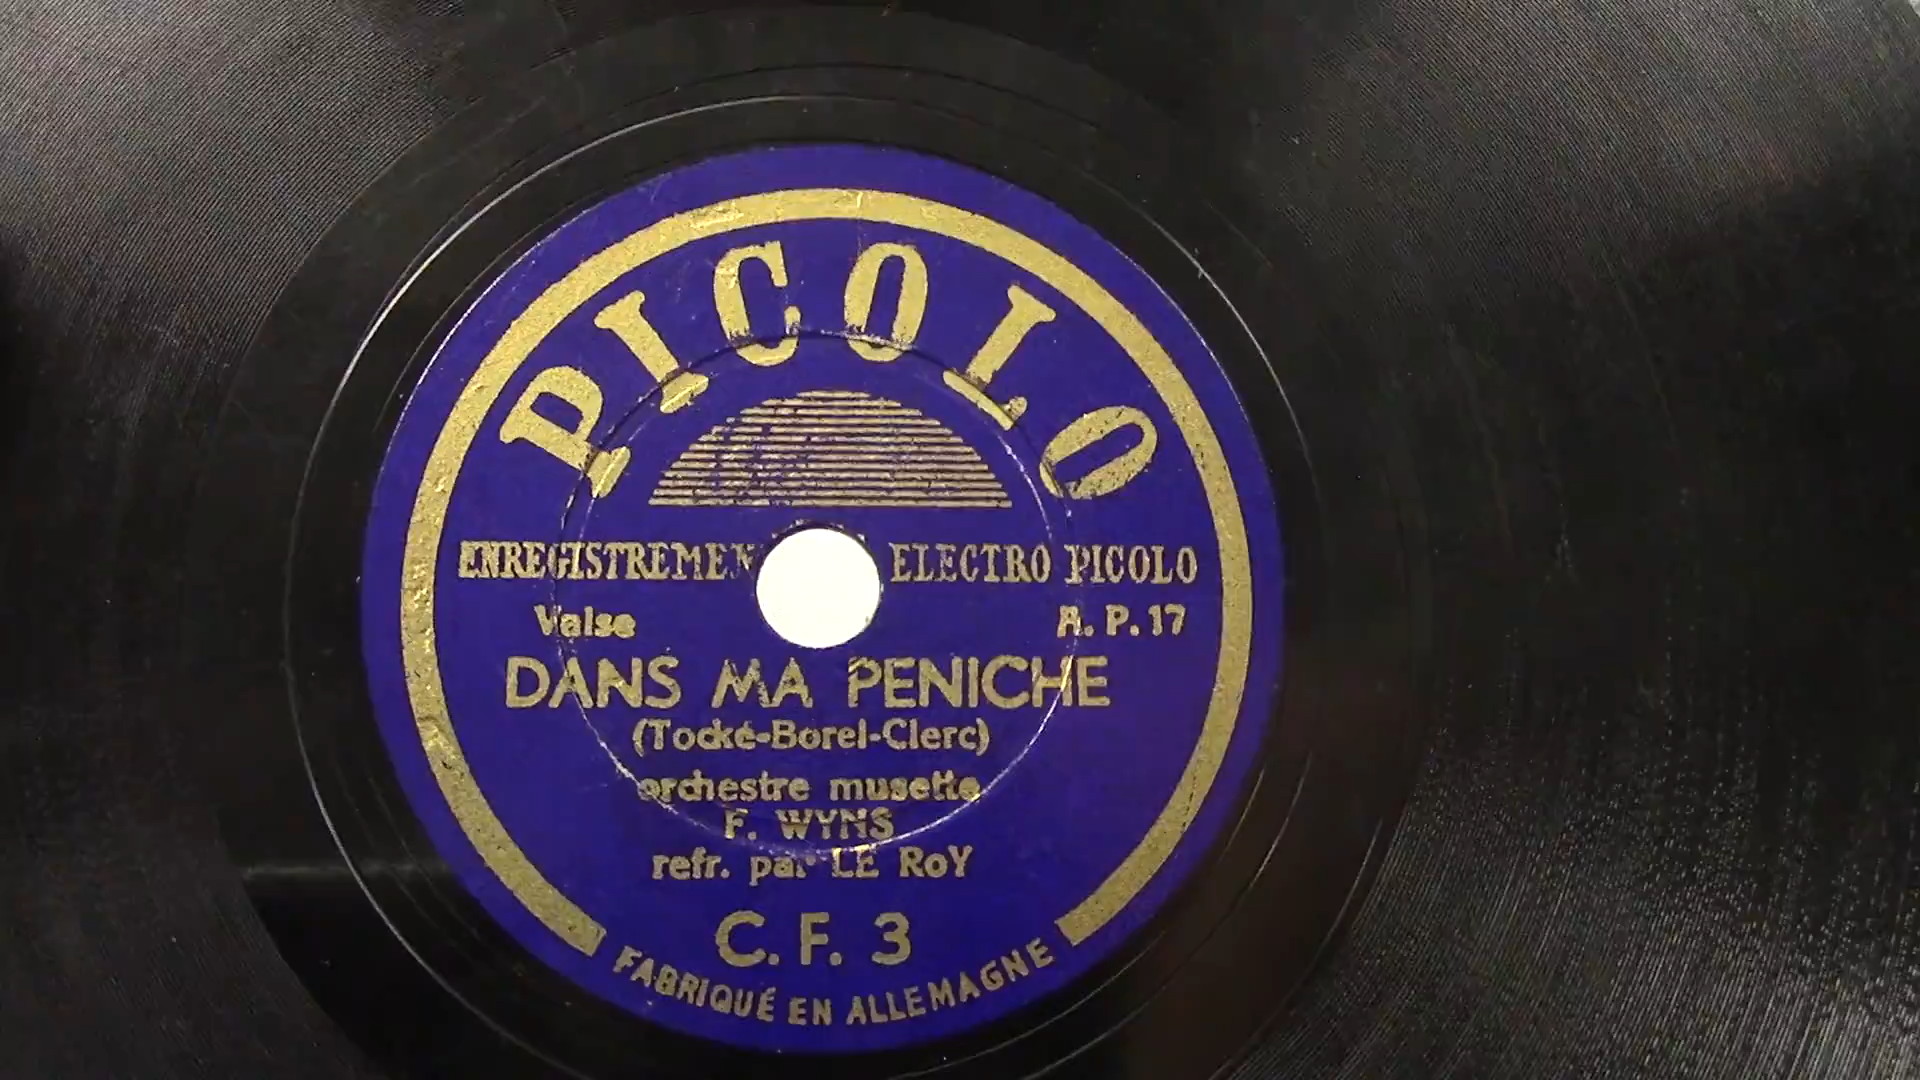 PICOLO
ENREGISTREMEN ELECTRO PICOLO
Valse A. P. 17
DANS MA PENICHE
(Tocké-Borel-Clerc)
orchestre musette
F. WYNS
refr. par LE RoY
C. F. 3
FABRIQUÉ EN ALLEMAGNE